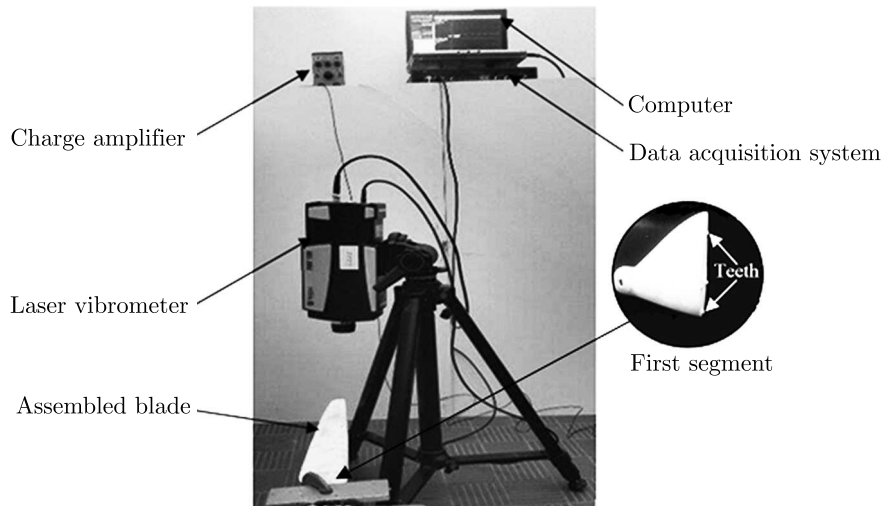 Charge amplifier
Computer
Data acquisition system
Teeth
Laser vibrometer
First segment
Assembled blade